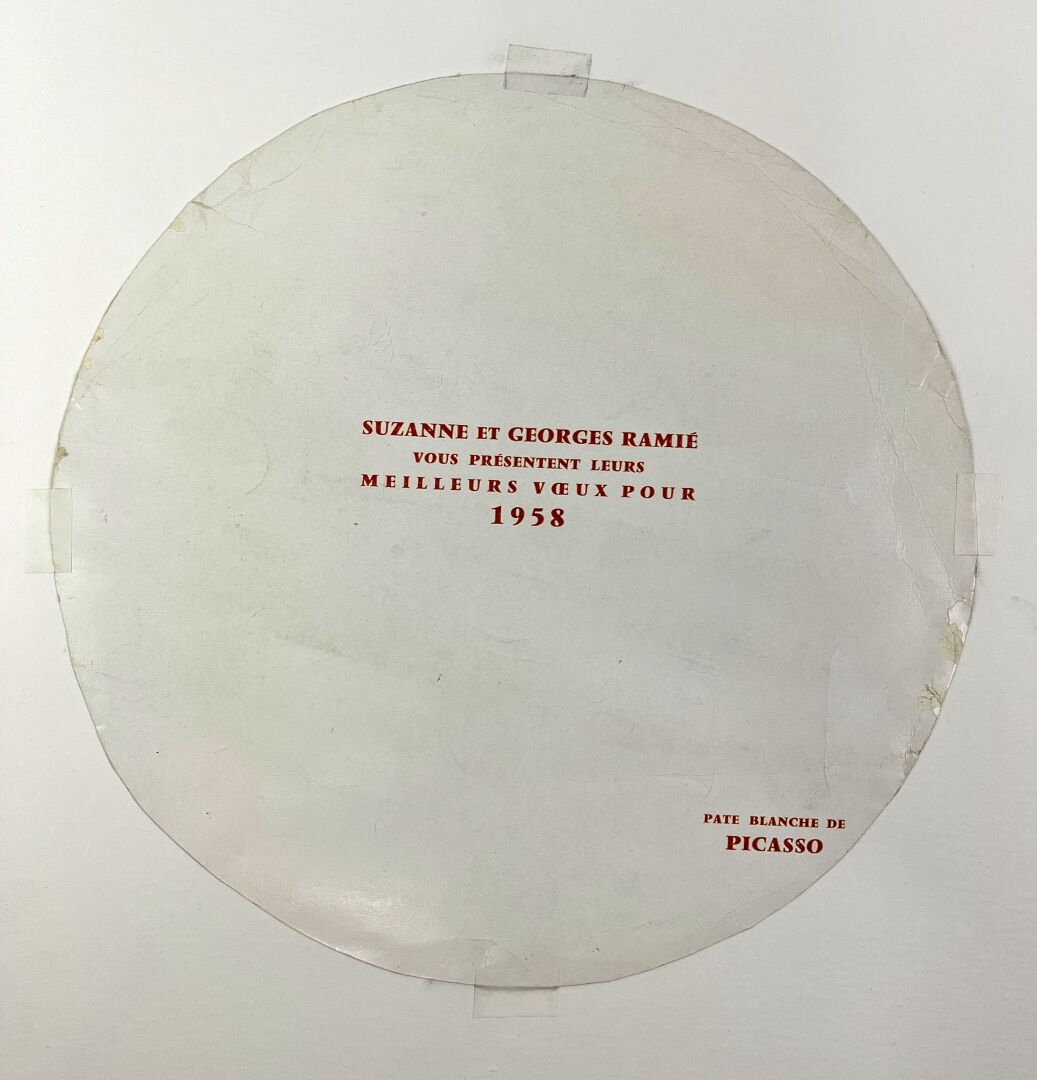 SUZANNE ET GEORGES RAMIÉ
VOUS PRÉSENTENT LEURS
MEILLEURS VŒUX POUR
1958
PATE BLANCHE DE
PICASSO